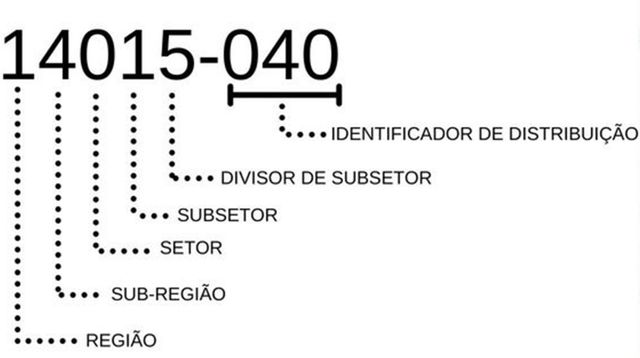 14015-040
IDENTIFICADOR DE DISTRIBUIÇÃO
DIVISOR DE SUBSETOR
SUBSETOR
SETOR
SUB-REGIÃO
REGIÃO